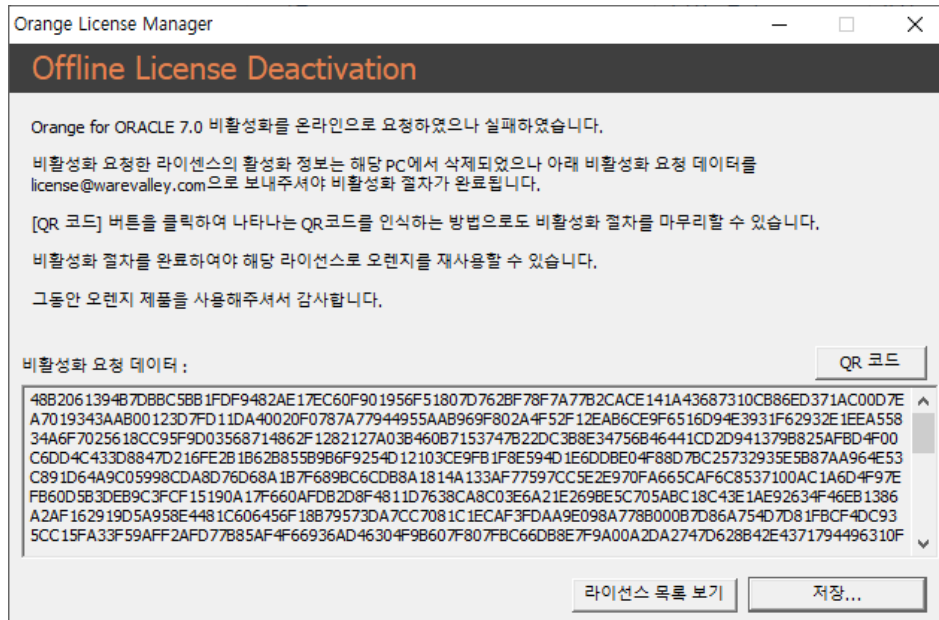 Orange License Manager
Offline License Deactivation
Orange for ORACLE 7.0 비활성화를 온라인으로 요청하였으나 실패하였습니다.
비활성화 요청한 라이센스의 활성화 정보는 해당 PC에서 삭제되었으나 아래 비활성화 요청 데이터를
license@warevalley.com으로 보내주셔야 비활성화 절차가 완료됩니다.
[QR 코드] 버튼을 클릭하여 나타나는 QR코드를 인식하는 방법으로도 비활성화 절차를 마무리할 수 있습니다.
비활성화 절차를 완료하여야 해당 라이선스로 오렌지를 재사용할 수 있습니다.
그동안 오렌지 제품을 사용해주셔서 감사합니다.
비활성화 요청 데이터 :
QR 코드
48B2061394B7DBBC5BB1FDF9482AE17EC60F901956F51807D762BF78F7A77B2CACE141A43687310CB86ED371AC00D7E
A7019343AAB00123D7FD11DA40020F0787A77944955AAB969F802A4F52F12EAB6CE9F6516D94E3931F62932E1EEA558
34A6F7025618CC95F9D03568714862F1282127A03B460B7153747B22DC3B8E34756B46441CD2D941379B825AFBD4F00
C6DD4C433D8847D216FE2B1B62B855B9B6F9254D12103CE9FB1F8E594D1E6DDBE04F88D7BC25732935E5B87AA964E53
C891D64A9C05998CDA8D76D68A1B7F689BC6CDB8A1814A133AF77597CC5E2E970FA665CAF6C8537100AC1A6D4F97E
FB60D5B3DEB9C3FCF15190A17F660AFDB2D8F4811D7638CA8C03E6A21E269BE5C705ABC18C43E1AE92634F46EB1386
A2AF162919D5A958E4481C606456F18B79573DA7CC7081C1ECAF3FDAA9E098A778B000B7D86A754D7D81FBCF4DC93
5CC15FA33F59AFF2AFD77B85AF4F66936AD46304F9B607F807FBC66DB8E7F9A00A2DA2747D628B42E4371794496310F
라이선스 목록 보기
저장...